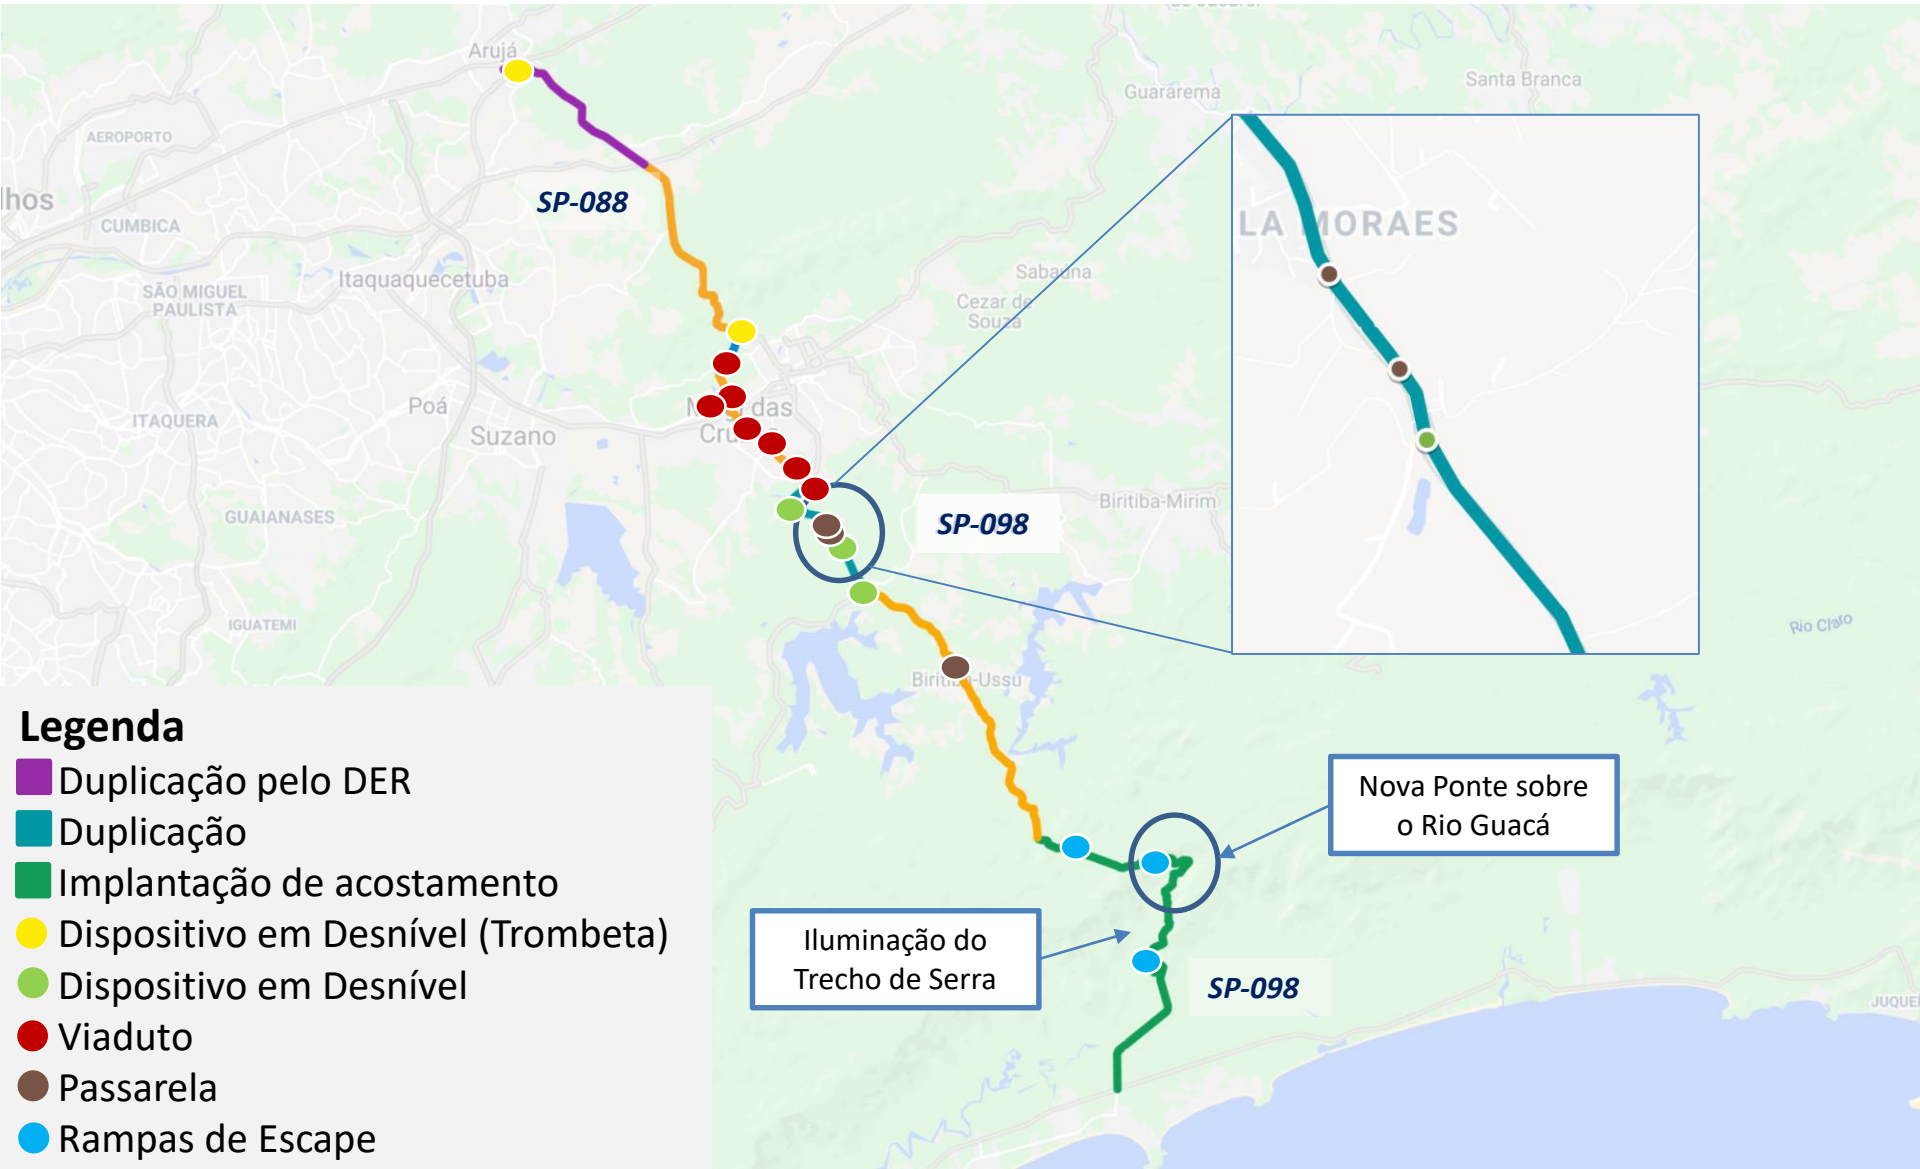 Arujá
Guararema
Santa Branca
AEROPORTO
SP-088
lhos
CUMBICA
LA MORAES
Itaquaquecetuba
Sabaúna
SÃO MIGUEL
PAULISTA
Cezar de
Souza
Poá
das
ITAQUERA
Suzano
Biritiba-Mirim
GUAIANASES
SP-098
IGUATEMI
Rio Claro
Biritiba-Ussu
Legenda
Duplicação pelo DER
Duplicação
Implantação de acostamento
Dispositivo em Desnível (Trombeta)
Dispositivo em Desnível
Viaduto
Passarela
Rampas de Escape
Nova Ponte sobre
o Rio Guacá
Iluminação do
Trecho de Serra
SP-098
JUQUE